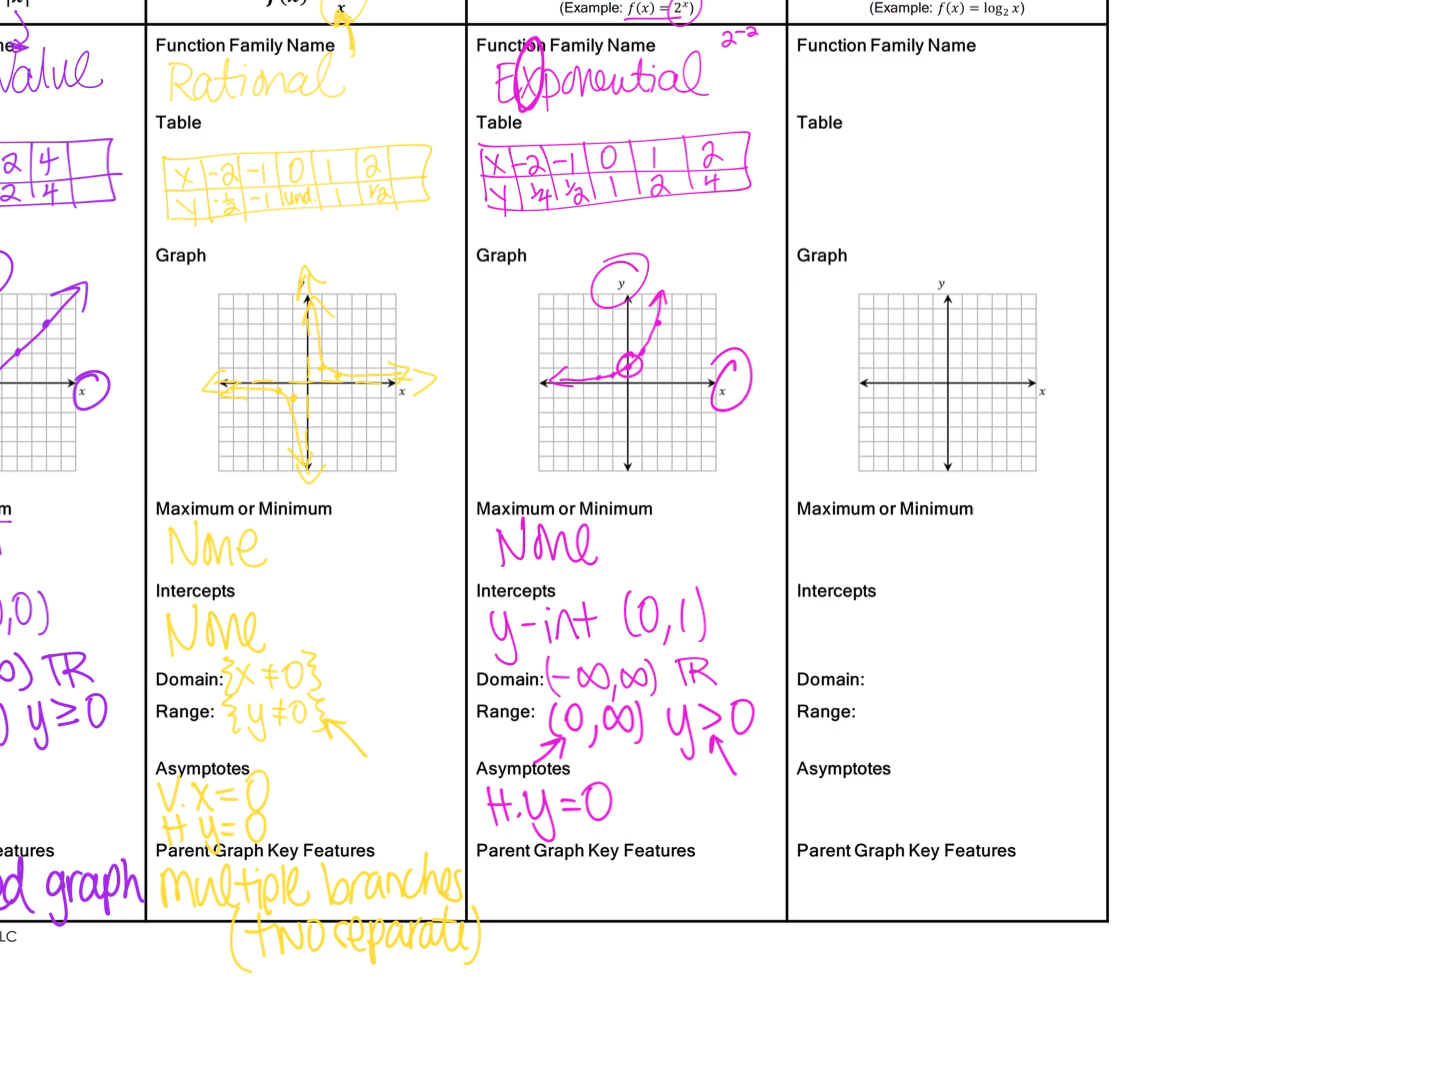 (Example: f(x) = 2ˣ)
(Example: f(x) = log₂ x)
Value
2 4
2 4
x
m
,0)
) ℝ
y≥0
eatures
d graph
LC
x
Function Family Name
Rational
Table
X -2 -1 0 1 2
y -½ -1 und. 1 ½
Graph
x
Maximum or Minimum
None
Intercepts
None
Domain: {x ≠ 0}
Range: {y ≠ 0}
Asymptotes
V. x = 0
H y = 0
Parent Graph Key Features
multiple branches
(two separate)
Function Family Name
2⁻²
Exponential
Table
X -2 -1 0 1 2
y ¼ ½ 1 2 4
Graph
y
x
Maximum or Minimum
None
Intercepts
y-int (0,1)
Domain: (-∞,∞) ℝ
Range: (0,∞) y>0
Asymptotes
H. y=0
Parent Graph Key Features
Function Family Name
Table
Graph
y
x
Maximum or Minimum
Intercepts
Domain:
Range:
Asymptotes
Parent Graph Key Features